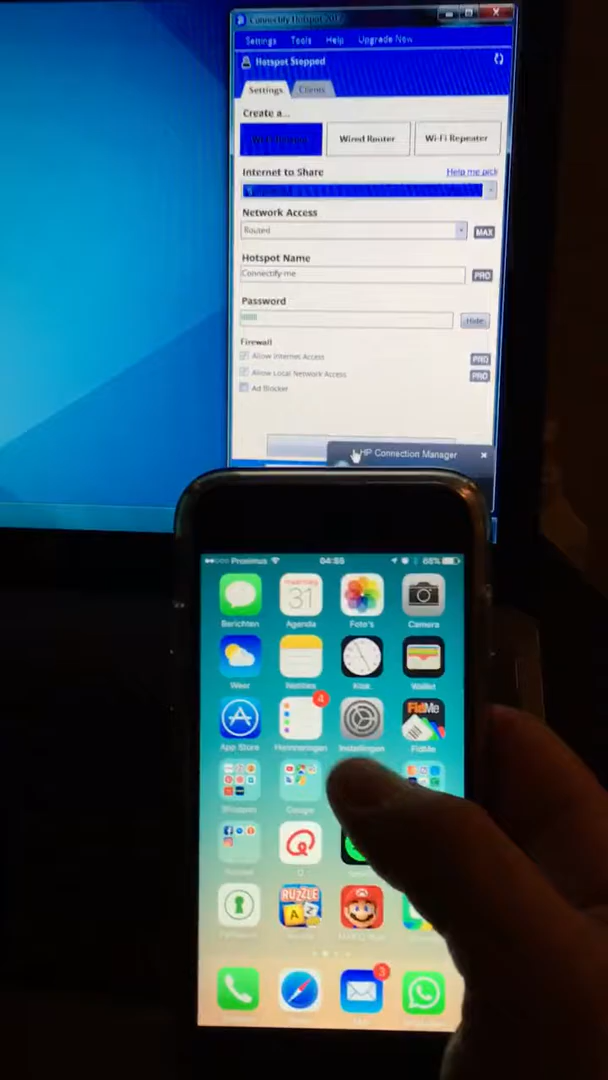 Connectify Hotspot 2017
Settings Tools Help Upgrade Now
Hotspot Stopped
Settings Clients
Create a...
Wired Router Wi-Fi Repeater
Internet to Share Help me pick
Network Access
Routed MAX
Hotspot Name
Connectify-me PRO
Password
Hide
Firewall
Allow Internet Access PRO
Allow Local Network Access PRO
Ad Blocker
HP Connection Manager
Proximus 04:55 68%
31
Berichten Agenda Foto's Camera
Weer Notities Klok Wallet
4 FidMe
App Store Herinneringen Instellingen FidMe
Google
RUZZLE
A
3